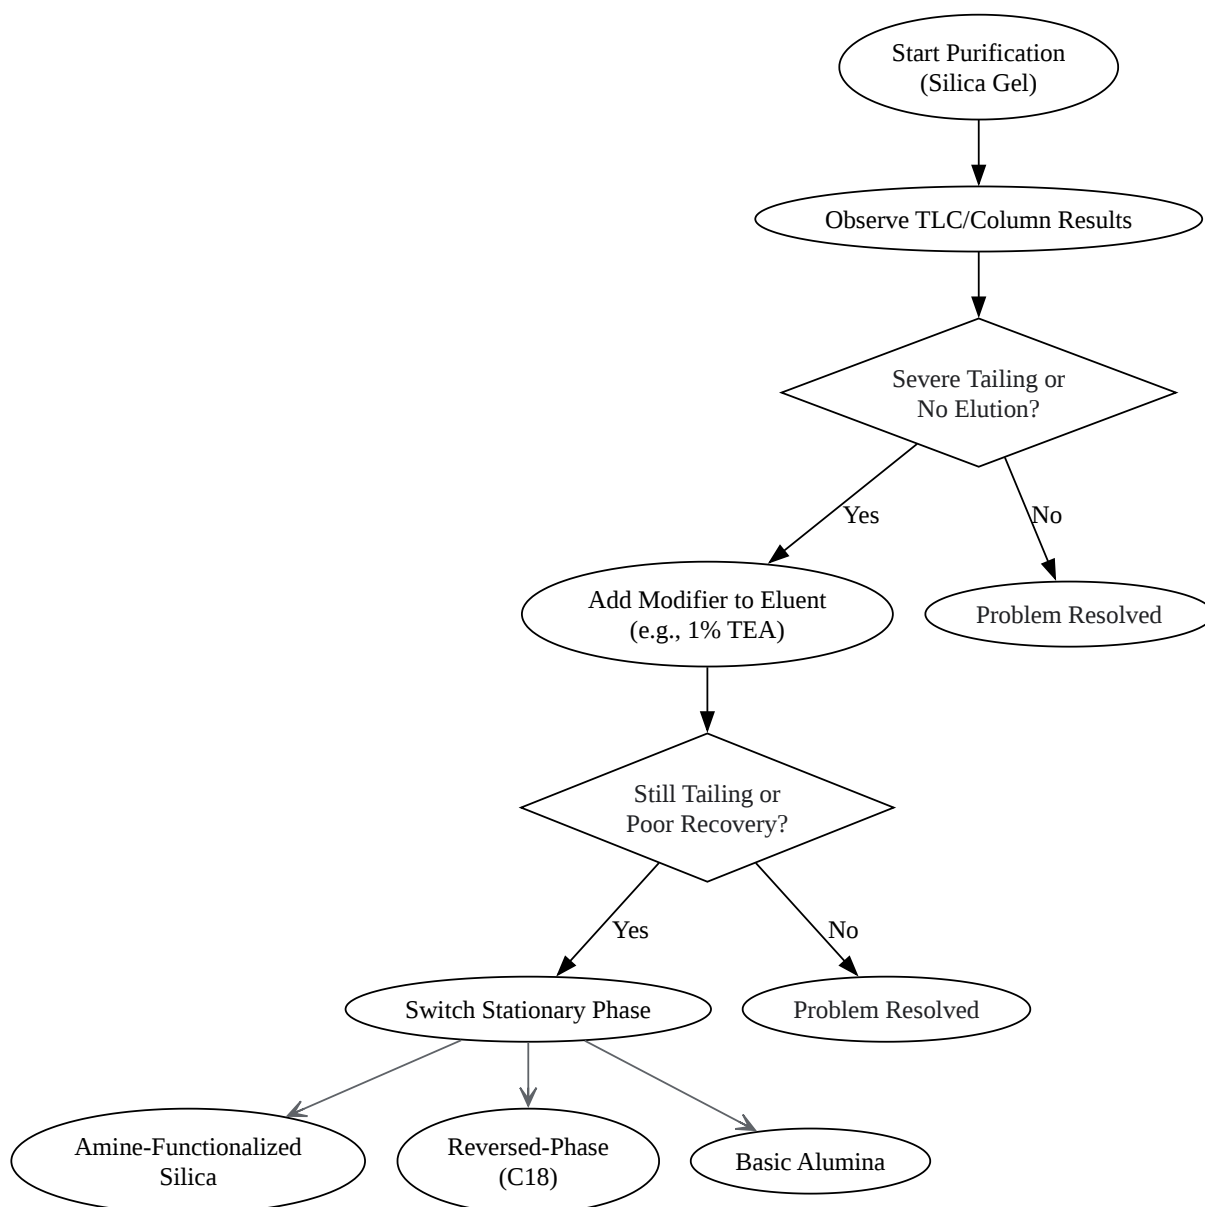 Start Purification
(Silica Gel)
Observe TLC/Column Results
Severe Tailing or
No Elution?
Yes
No
Add Modifier to Eluent
(e.g., 1% TEA)
Problem Resolved
Still Tailing or
Poor Recovery?
Yes
No
Switch Stationary Phase
Problem Resolved
Amine-Functionalized
Silica
Reversed-Phase
(C18)
Basic Alumina